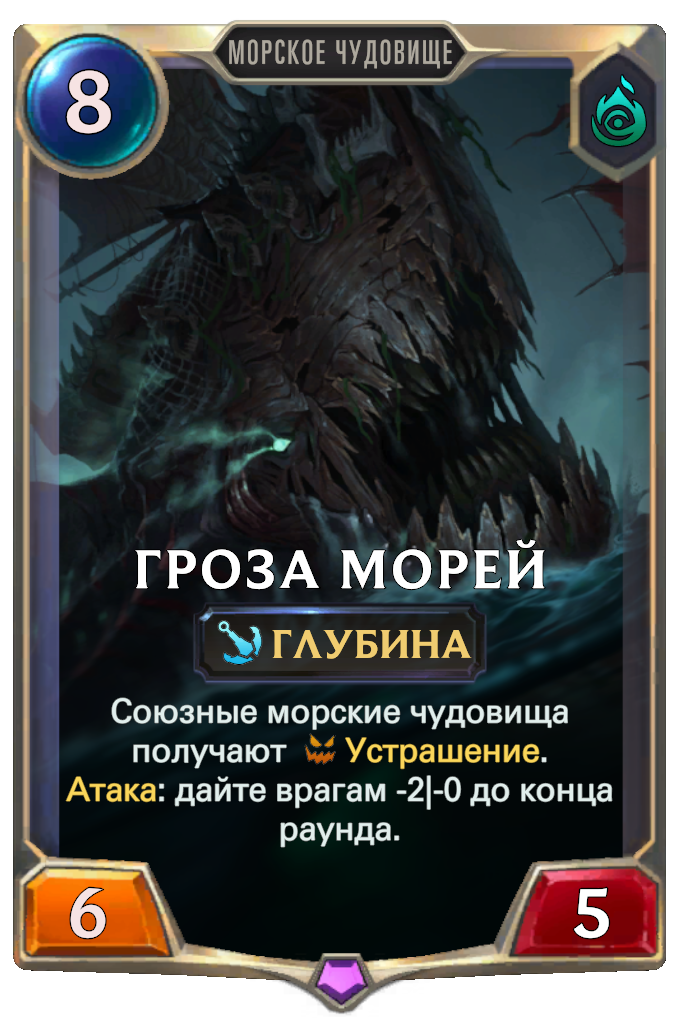 МОРСКОЕ ЧУДОВИЩЕ
8
ГРОЗА МОРЕЙ
ГЛУБИНА
Союзные морские чудовища
получают Устрашение.
Атака: дайте врагам -2|-0 до конца
раунда.
6
5